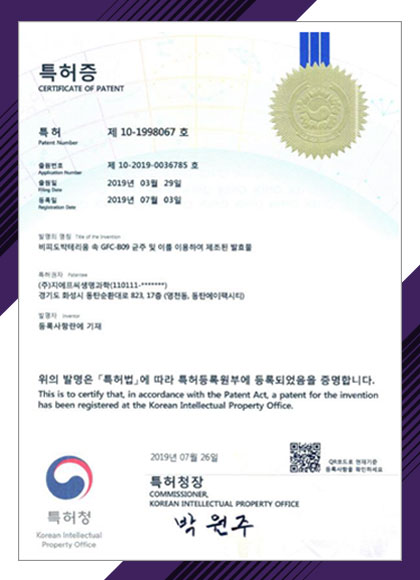 특허증
CERTIFICATE OF PATENT
특허
Patent Number
제 10-1998067 호
출원번호
Application Number
제 10-2019-0036785 호
출원일
Filing Date
2019년 03월 29일
등록일
Registration Date
2019년 07월 03일
발명의 명칭 Title of the Invention
비피도박테리움 속 GFC-B09 균주 및 이를 이용하여 제조된 발효물
특허권자 Patentee
(주)지에프씨생명과학(110111-*******)
경기도 화성시 동탄순환대로 823, 17층 (영천동, 동탄에이팩시티)
발명자 Inventor
등록사항란에 기재
위의 발명은 「특허법」에 따라 특허등록원부에 등록되었음을 증명합니다.
This is to certify that, in accordance with the Patent Act, a patent for the invention
has been registered at the Korean Intellectual Property Office.
2019년 07월 26일
QR코드로 현재기준
등록사항을 확인하세요
특허청장
COMMISSIONER,
KOREAN INTELLECTUAL PROPERTY OFFICE
박원주
특허청
Korean Intellectual
Property Office